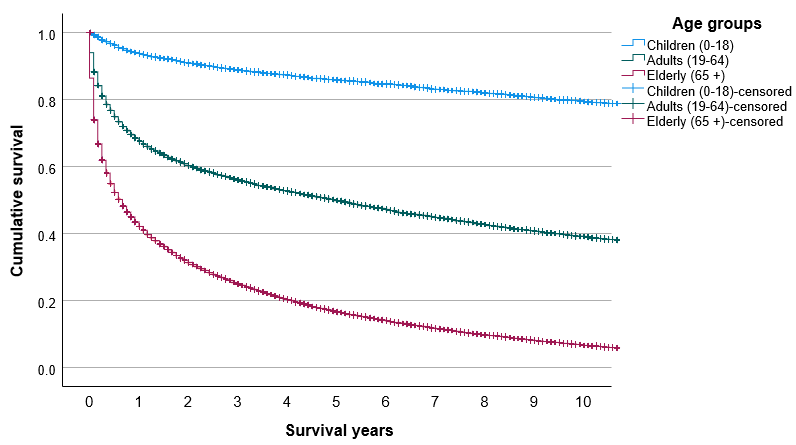 Age groups
Children (0-18)
Adults (19-64)
Elderly (65 +)
Children (0-18)-censored
Adults (19-64)-censored
Elderly (65 +)-censored
Cumulative survival
1.0
0.8
0.6
0.4
0.2
0.0
0 1 2 3 4 5 6 7 8 9 10
Survival years